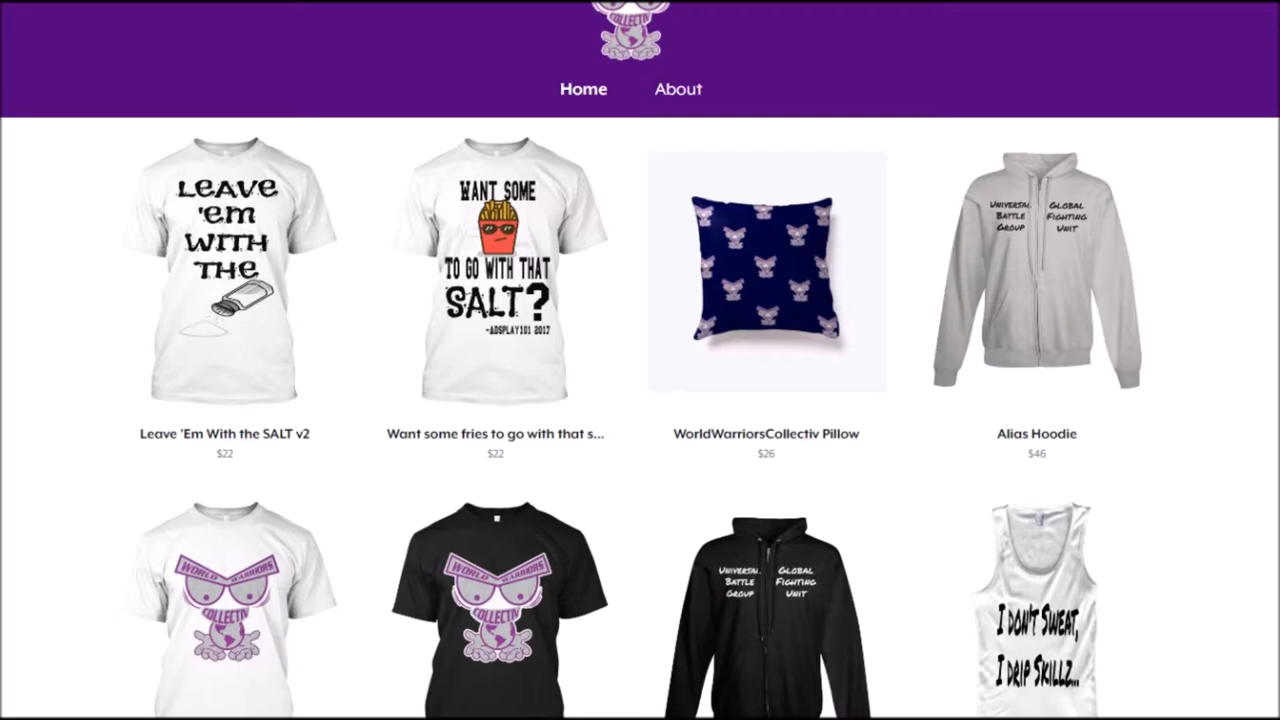 COLLECTIV
Home
About
LEAVE
'EM
WITH
THE
WANT SOME
TO GO WITH THAT
SALT?
-ADSPLAY101 2017
UNIVERSAL
BATTLE
GROUP
GLOBAL
FIGHTING
UNIT
Leave 'Em With the SALT v2
$22
Want some fries to go with that s...
$22
WorldWarriorsCollectiv Pillow
$26
Alias Hoodie
$46
WORLD WARRIORS
COLLECTIV
WORLD WARRIORS
COLLECTIV
UNIVERSAL
BATTLE
GROUP
GLOBAL
FIGHTING
UNIT
I DON'T SWEAT,
I DRIP SKILLZ...